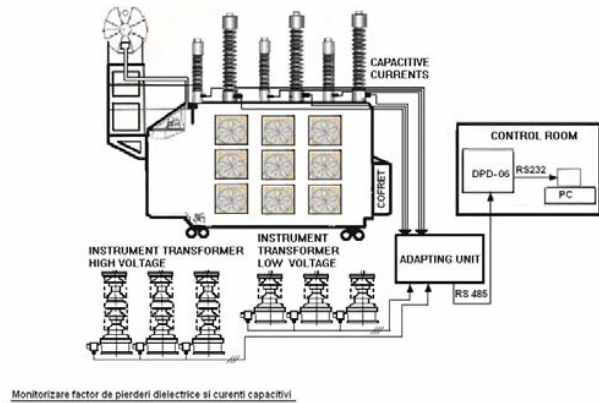 CAPACITIVE
CURRENTS
CONTROL ROOM
DPD-06
RS232
PC
COFRET
INSTRUMENT TRANSFORMER
HIGH VOLTAGE
INSTRUMENT
TRANSFORMER
LOW VOLTAGE
ADAPTING UNIT
RS 485
Monitorizare factor de pierderi dielectrice si curenti capacitivi